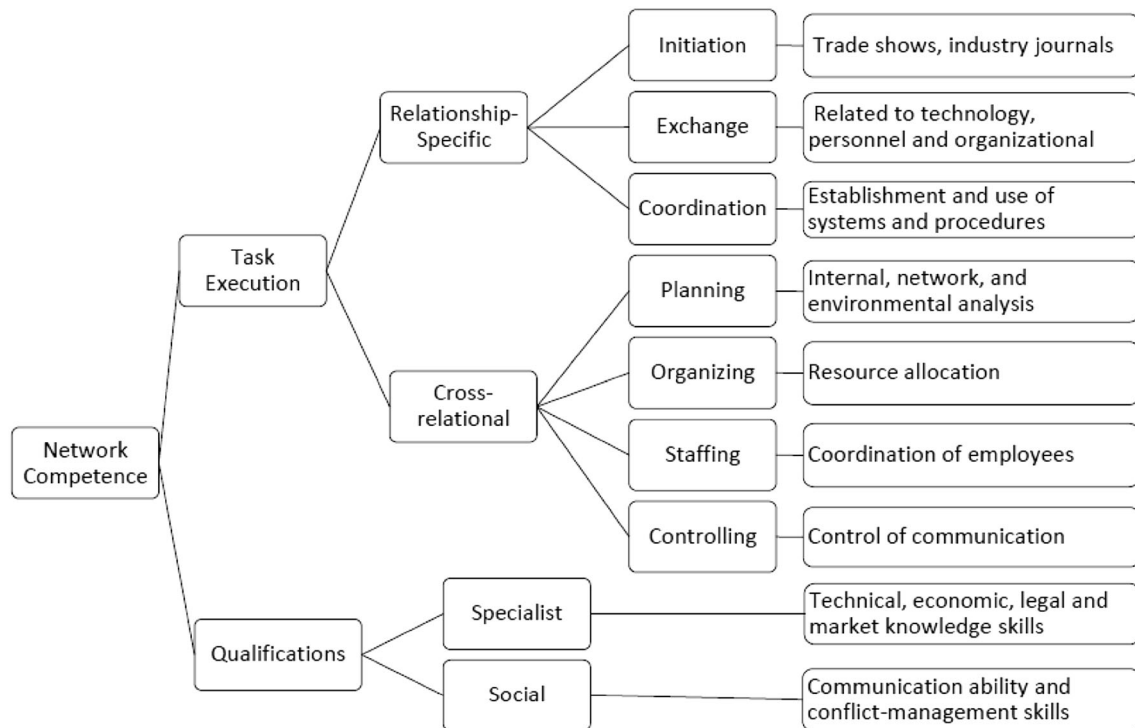 Initiation
Trade shows, industry journals
Relationship-
Specific
Exchange
Related to technology,
personnel and organizational
Coordination
Establishment and use of
systems and procedures
Task
Execution
Planning
Internal, network, and
environmental analysis
Cross-
relational
Organizing
Resource allocation
Network
Competence
Staffing
Coordination of employees
Controlling
Control of communication
Qualifications
Specialist
Technical, economic, legal and
market knowledge skills
Social
Communication ability and
conflict-management skills